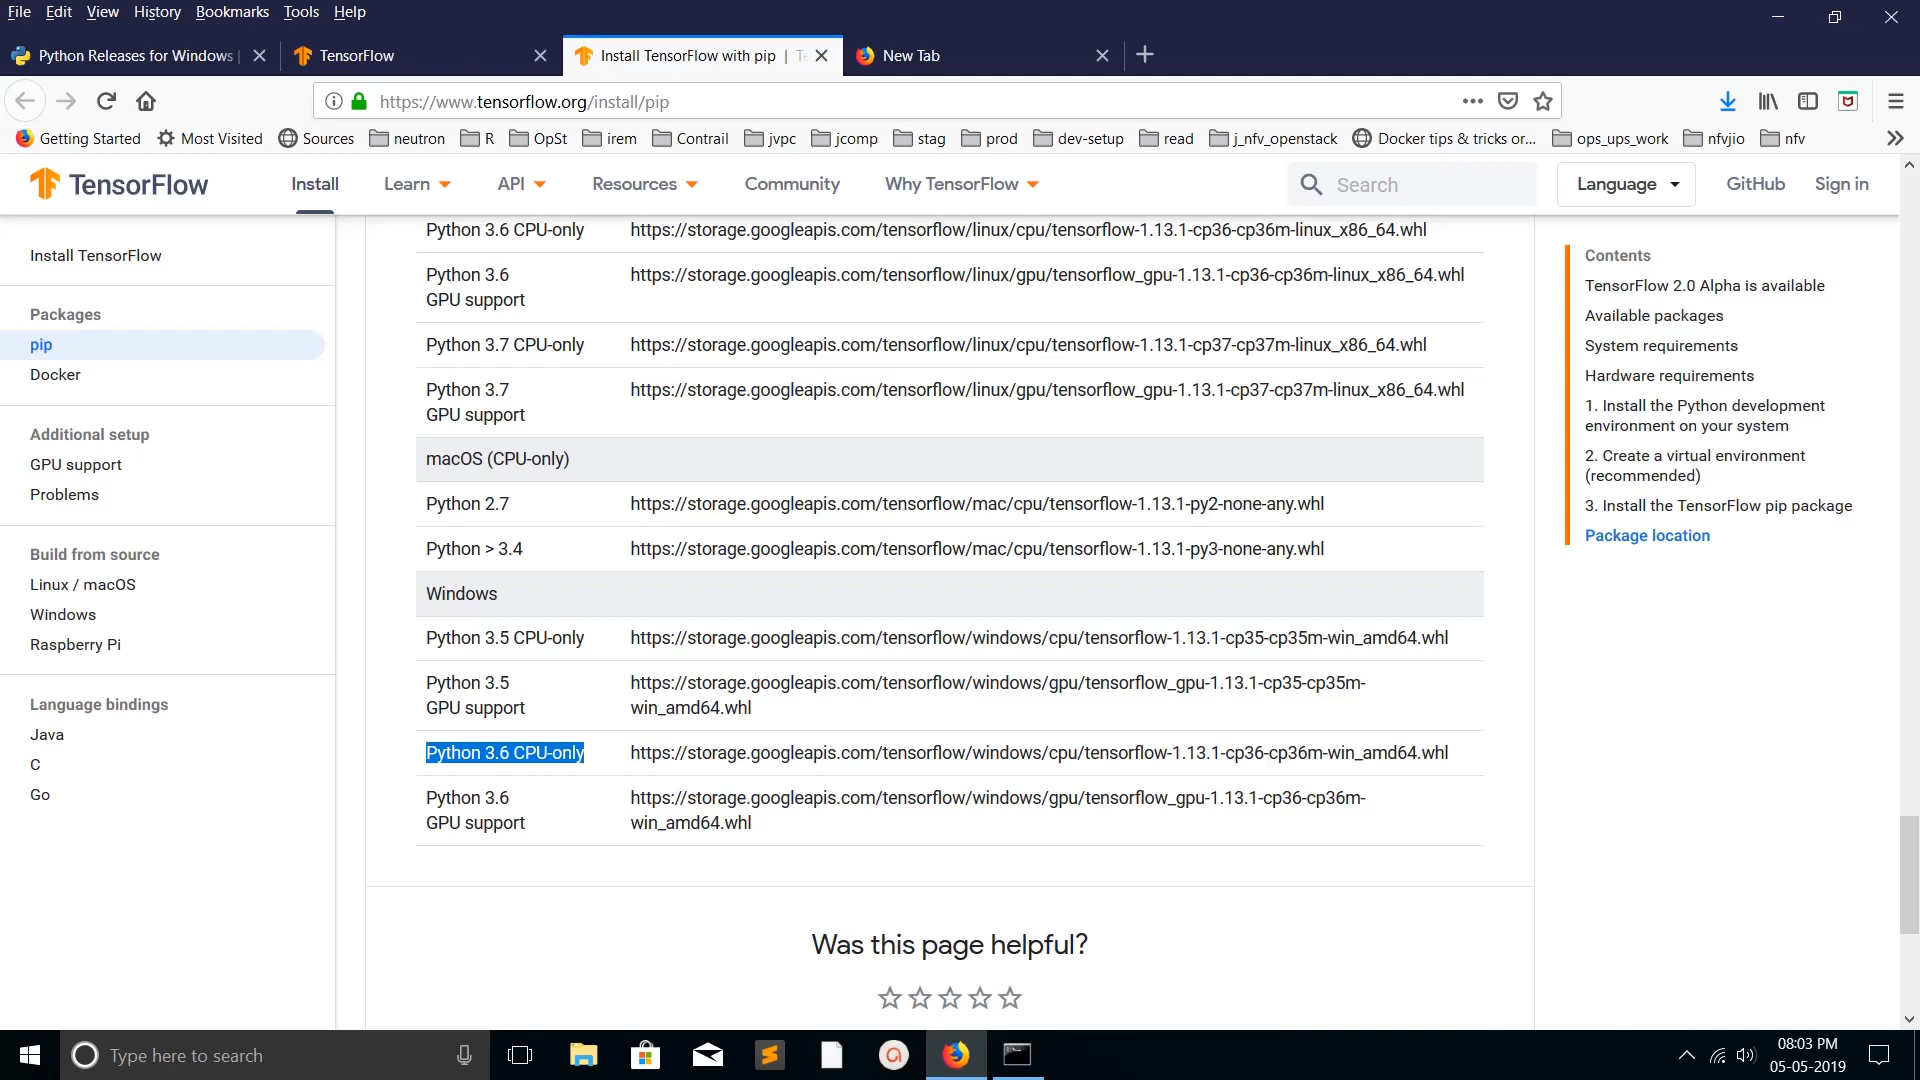 File Edit View History Bookmarks Tools Help
Python Releases for Windows
TensorFlow
Install TensorFlow with pip | Te
New Tab
https://www.tensorflow.org/install/pip
Getting Started Most Visited Sources neutron R OpSt irem Contrail jvpc jcomp stag prod dev-setup read j_nfv_openstack Docker tips & tricks or... ops_ups_work nfvjio nfv
TensorFlow Install Learn API Resources Community Why TensorFlow Search Language GitHub Sign in
Install TensorFlow
Packages
pip
Docker
Additional setup
GPU support
Problems
Build from source
Linux / macOS
Windows
Raspberry Pi
Language bindings
Java
C
Go
Python 3.6 CPU-only https://storage.googleapis.com/tensorflow/linux/cpu/tensorflow-1.13.1-cp36-cp36m-linux_x86_64.whl
Python 3.6 https://storage.googleapis.com/tensorflow/linux/gpu/tensorflow_gpu-1.13.1-cp36-cp36m-linux_x86_64.whl
GPU support
Python 3.7 CPU-only https://storage.googleapis.com/tensorflow/linux/cpu/tensorflow-1.13.1-cp37-cp37m-linux_x86_64.whl
Python 3.7 https://storage.googleapis.com/tensorflow/linux/gpu/tensorflow_gpu-1.13.1-cp37-cp37m-linux_x86_64.whl
GPU support
macOS (CPU-only)
Python 2.7 https://storage.googleapis.com/tensorflow/mac/cpu/tensorflow-1.13.1-py2-none-any.whl
Python > 3.4 https://storage.googleapis.com/tensorflow/mac/cpu/tensorflow-1.13.1-py3-none-any.whl
Windows
Python 3.5 CPU-only https://storage.googleapis.com/tensorflow/windows/cpu/tensorflow-1.13.1-cp35-cp35m-win_amd64.whl
Python 3.5 https://storage.googleapis.com/tensorflow/windows/gpu/tensorflow_gpu-1.13.1-cp35-cp35m-
GPU support win_amd64.whl
Python 3.6 CPU-only https://storage.googleapis.com/tensorflow/windows/cpu/tensorflow-1.13.1-cp36-cp36m-win_amd64.whl
Python 3.6 https://storage.googleapis.com/tensorflow/windows/gpu/tensorflow_gpu-1.13.1-cp36-cp36m-
GPU support win_amd64.whl
Was this page helpful?
Contents
TensorFlow 2.0 Alpha is available
Available packages
System requirements
Hardware requirements
1. Install the Python development
environment on your system
2. Create a virtual environment
(recommended)
3. Install the TensorFlow pip package
Package location
Type here to search
08:03 PM
05-05-2019